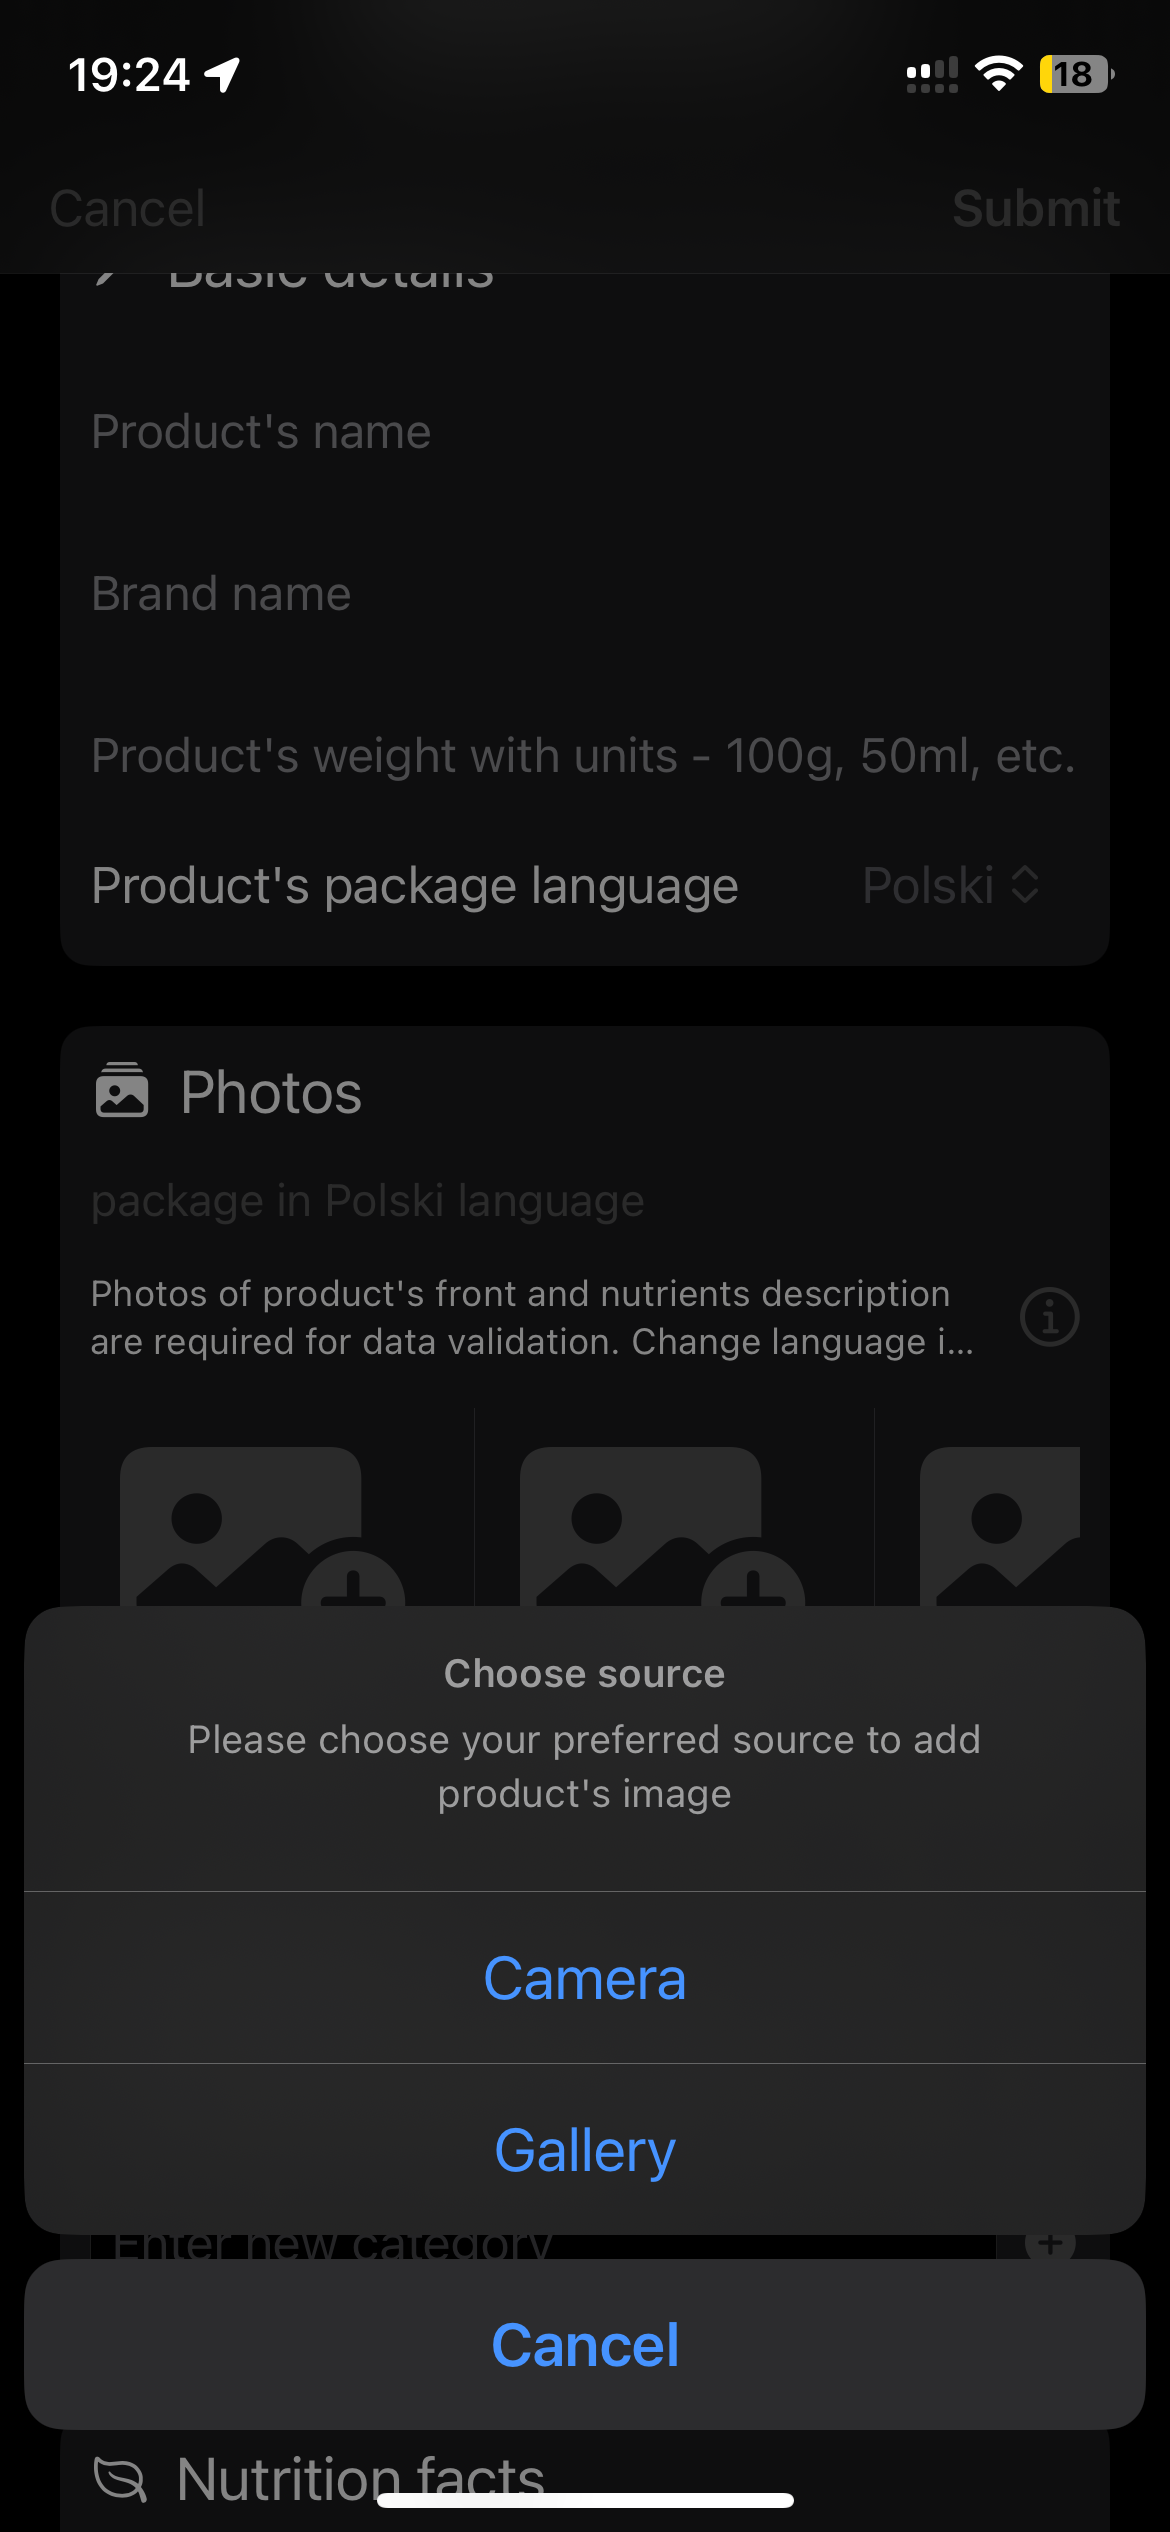 19:24
18
Cancel
Submit
Basic details
Product's name
Brand name
Product's weight with units - 100g, 50ml, etc.
Product's package language
Polski
Photos
package in Polski language
Photos of product's front and nutrients description
are required for data validation. Change language i...
Choose source
Please choose your preferred source to add
product's image
Camera
Gallery
Enter new category
Cancel
Nutrition facts